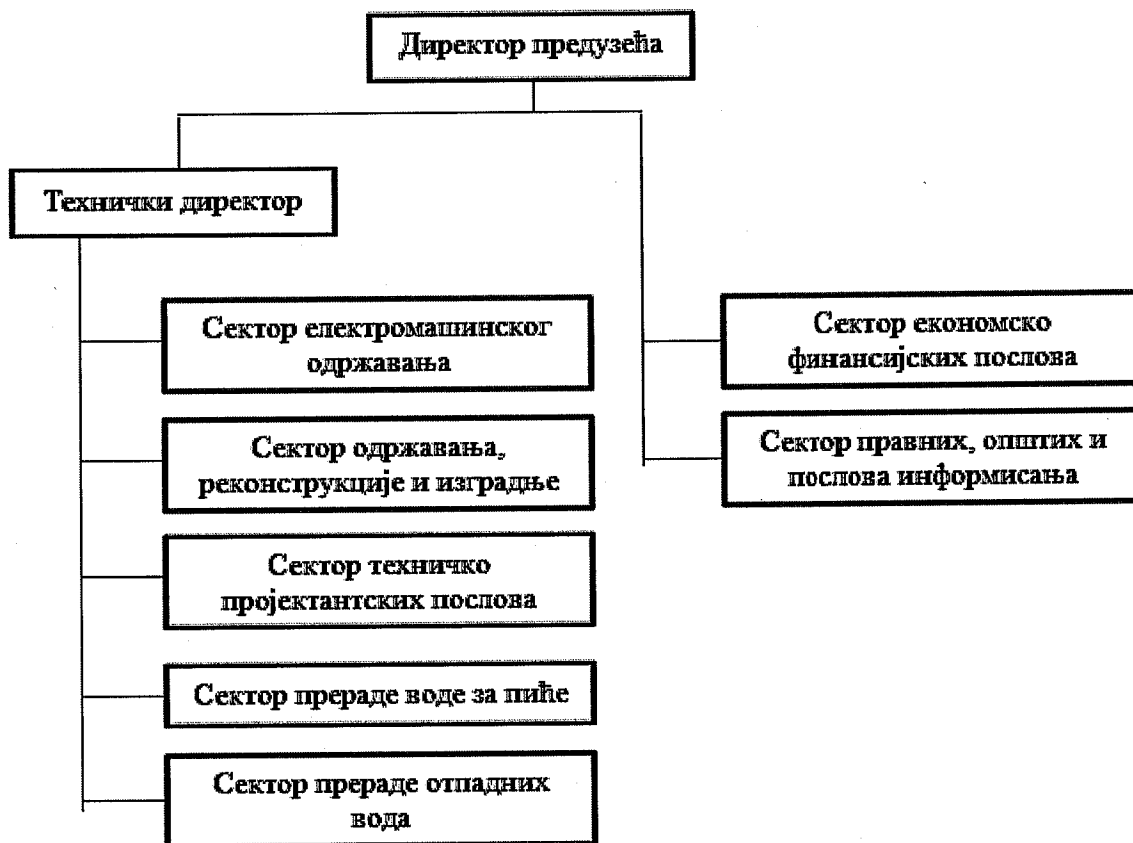 Директор предузећа
Технички директор
Сектор електромашинског
одржавања
Сектор одржавања,
реконструкције и изградње
Сектор техничко
пројектантских послова
Сектор прераде воде за пиће
Сектор прераде отпадних
вода
Сектор економско
финансијских послова
Сектор правних, општих и
послова информисања